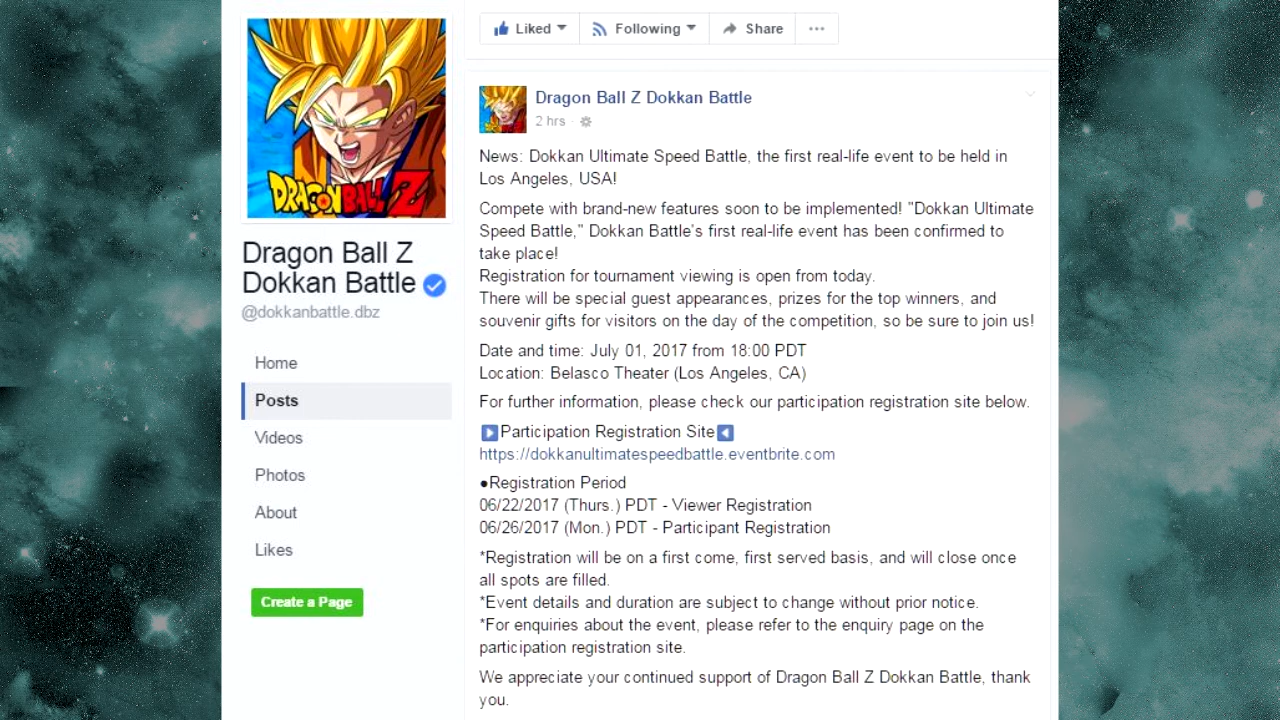 Liked
Following
Share
DRAGON BALL Z
Dragon Ball Z
Dokkan Battle
@dokkanbattle.dbz
Home
Posts
Videos
Photos
About
Likes
Create a Page
Dragon Ball Z Dokkan Battle
2 hrs ·
News: Dokkan Ultimate Speed Battle, the first real-life event to be held in
Los Angeles, USA!
Compete with brand-new features soon to be implemented! "Dokkan Ultimate
Speed Battle," Dokkan Battle's first real-life event has been confirmed to
take place!
Registration for tournament viewing is open from today.
There will be special guest appearances, prizes for the top winners, and
souvenir gifts for visitors on the day of the competition, so be sure to join us!
Date and time: July 01, 2017 from 18:00 PDT
Location: Belasco Theater (Los Angeles, CA)
For further information, please check our participation registration site below.
▶Participation Registration Site◀
https://dokkanultimatespeedbattle.eventbrite.com
●Registration Period
06/22/2017 (Thurs.) PDT - Viewer Registration
06/26/2017 (Mon.) PDT - Participant Registration
*Registration will be on a first come, first served basis, and will close once
all spots are filled.
*Event details and duration are subject to change without prior notice.
*For enquiries about the event, please refer to the enquiry page on the
participation registration site.
We appreciate your continued support of Dragon Ball Z Dokkan Battle, thank
you.